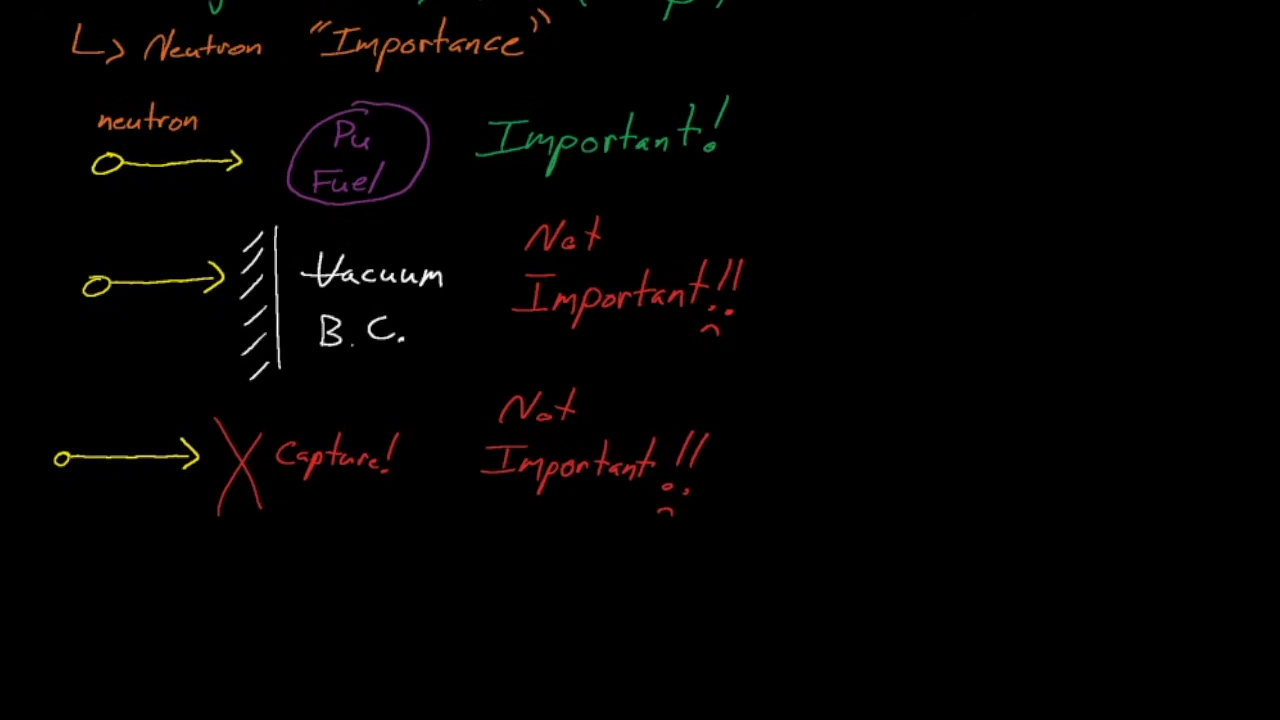 ↳ Neutron "Importance"
neutron
Pu
Fuel
Important!
Vacuum
B.C.
Not
Important!!
Capture!
Not
Important!!